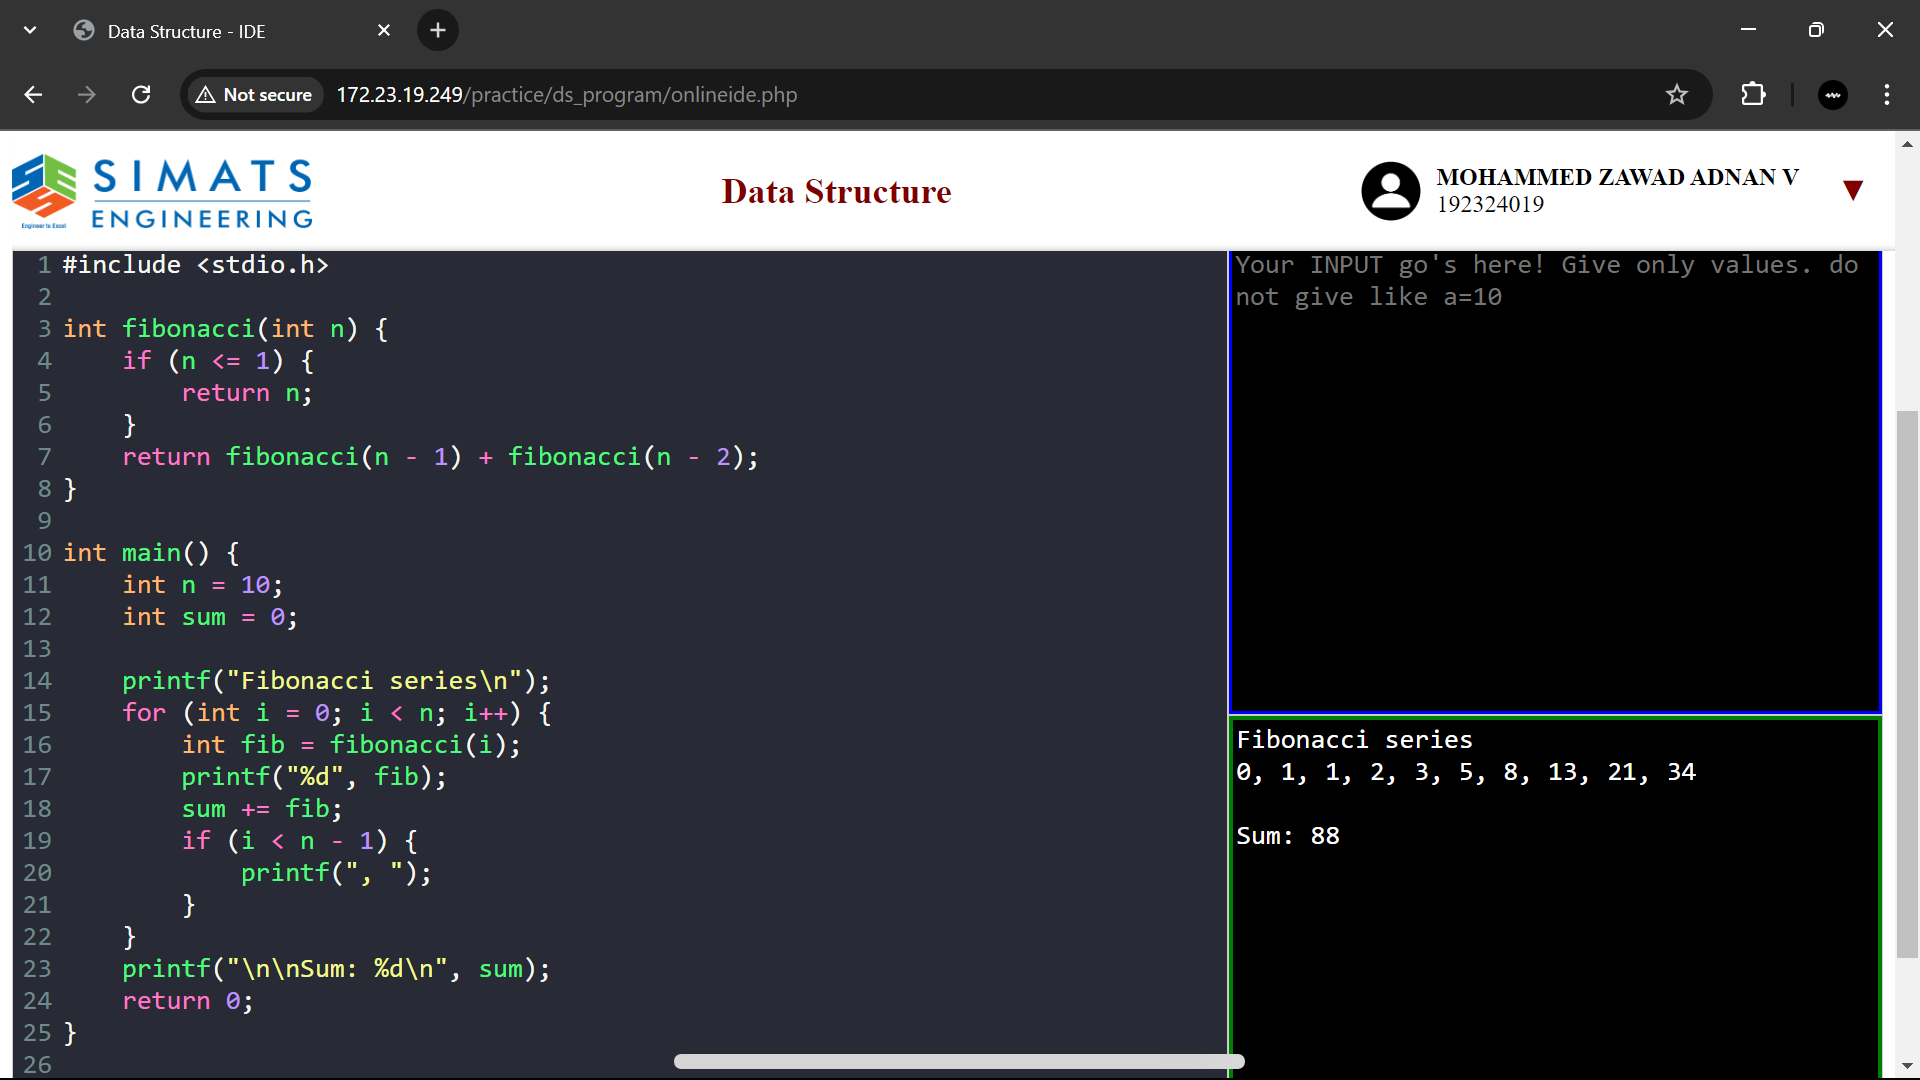 Data Structure - IDE
Not secure 172.23.19.249/practice/ds_program/onlineide.php
SIMATS
ENGINEERING
Engineer to Excel
Data Structure
MOHAMMED ZAWAD ADNAN V
192324019
1 #include <stdio.h>
2
3 int fibonacci(int n) {
4     if (n <= 1) {
5         return n;
6     }
7     return fibonacci(n - 1) + fibonacci(n - 2);
8 }
9
10 int main() {
11     int n = 10;
12     int sum = 0;
13
14     printf("Fibonacci series\n");
15     for (int i = 0; i < n; i++) {
16         int fib = fibonacci(i);
17         printf("%d", fib);
18         sum += fib;
19         if (i < n - 1) {
20             printf(", ");
21         }
22     }
23     printf("\n\nSum: %d\n", sum);
24     return 0;
25 }
26
Your INPUT go's here! Give only values. do
not give like a=10
Fibonacci series
0, 1, 1, 2, 3, 5, 8, 13, 21, 34
Sum: 88